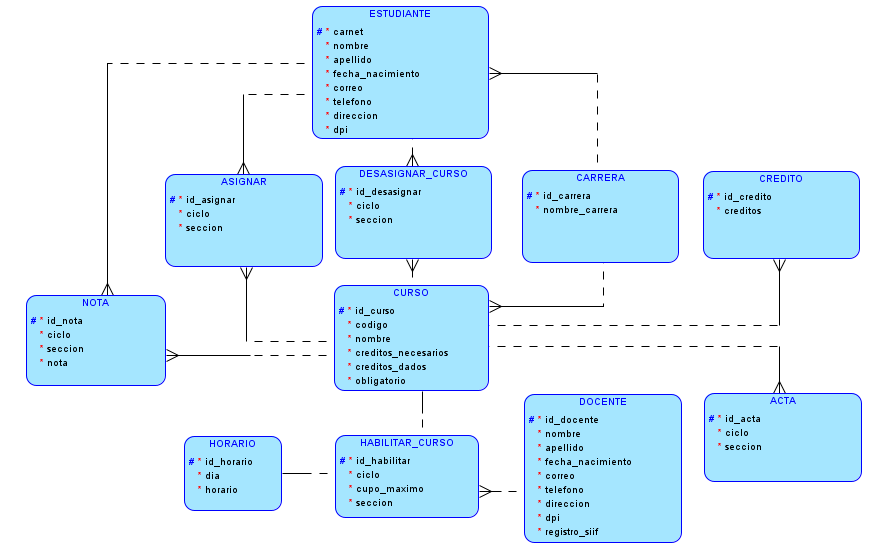 ESTUDIANTE
# * carnet
* nombre
* apellido
* fecha_nacimiento
* correo
* telefono
* direccion
* dpi
ASIGNAR
# * id_asignar
* ciclo
* seccion
DESASIGNAR_CURSO
# * id_desasignar
* ciclo
* seccion
CARRERA
# * id_carrera
* nombre_carrera
CREDITO
# * id_credito
* creditos
NOTA
# * id_nota
* ciclo
* seccion
* nota
CURSO
# * id_curso
* codigo
* nombre
* creditos_necesarios
* creditos_dados
* obligatorio
HORARIO
# * id_horario
* dia
* horario
HABILITAR_CURSO
# * id_habilitar
* ciclo
* cupo_maximo
* seccion
DOCENTE
# * id_docente
* nombre
* apellido
* fecha_nacimiento
* correo
* telefono
* direccion
* dpi
* registro_siif
ACTA
# * id_acta
* ciclo
* seccion